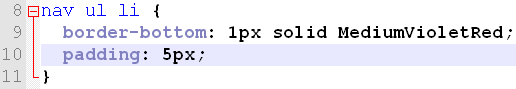 8 nav ul li {
9 border-bottom: 1px solid MediumVioletRed;
10 padding: 5px;
11 }